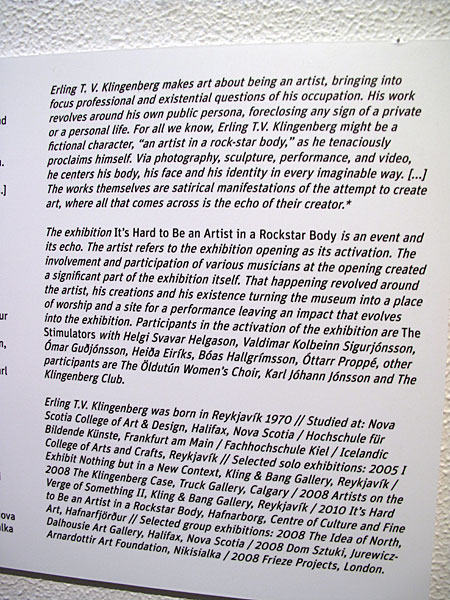 Erling T. V. Klingenberg makes art about being an artist, bringing into
focus professional and existential questions of his occupation. His work
revolves around his own public persona, foreclosing any sign of a private
or a personal life. For all we know, Erling T.V. Klingenberg might be a
fictional character, “an artist in a rock-star body,” as he tenaciously
proclaims himself. Via photography, sculpture, performance, and video,
he centers his body, his face and his identity in every imaginable way. [...]
The works themselves are satirical manifestations of the attempt to create
art, where all that comes across is the echo of their creator.*
The exhibition It's Hard to Be an Artist in a Rockstar Body is an event and
its echo. The artist refers to the exhibition opening as its activation. The
involvement and participation of various musicians at the opening created
a significant part of the exhibition itself. That happening revolved around
the artist, his creations and his existence turning the museum into a place
of worship and a site for a performance leaving an impact that evolves
into the exhibition. Participants in the activation of the exhibition are The
Stimulators with Helgi Svavar Helgason, Valdimar Kolbeinn Sigurjónsson,
Ómar Guðjónsson, Heiða Eiríks, Bóas Hallgrímsson, Óttarr Proppé, other
participants are The Öldutún Women's Choir, Karl Jóhann Jónsson and The
Klingenberg Club.
Erling T.V. Klingenberg was born in Reykjavík 1970 // Studied at: Nova
Scotia College of Art & Design, Halifax, Nova Scotia / Hochschule für
Bildende Künste, Frankfurt am Main / Fachhochschule Kiel / Icelandic
College of Arts and Crafts, Reykjavík // Selected solo exhibitions: 2005 I
Exhibit Nothing but in a New Context, Kling & Bang Gallery, Reykjavík /
2008 The Klingenberg Case, Truck Gallery, Calgary / 2008 Artists on the
Verge of Something II, Kling & Bang Gallery, Reykjavík / 2010 It's Hard
to Be an Artist in a Rockstar Body, Hafnarborg, Centre of Culture and Fine
Art, Hafnarfjörður // Selected group exhibitions: 2008 The Idea of North,
Dalhousie Art Gallery, Halifax, Nova Scotia / 2008 Dom Sztuki, Jurewicz-
Arnardottir Art Foundation, Nikisialka / 2008 Frieze Projects, London.